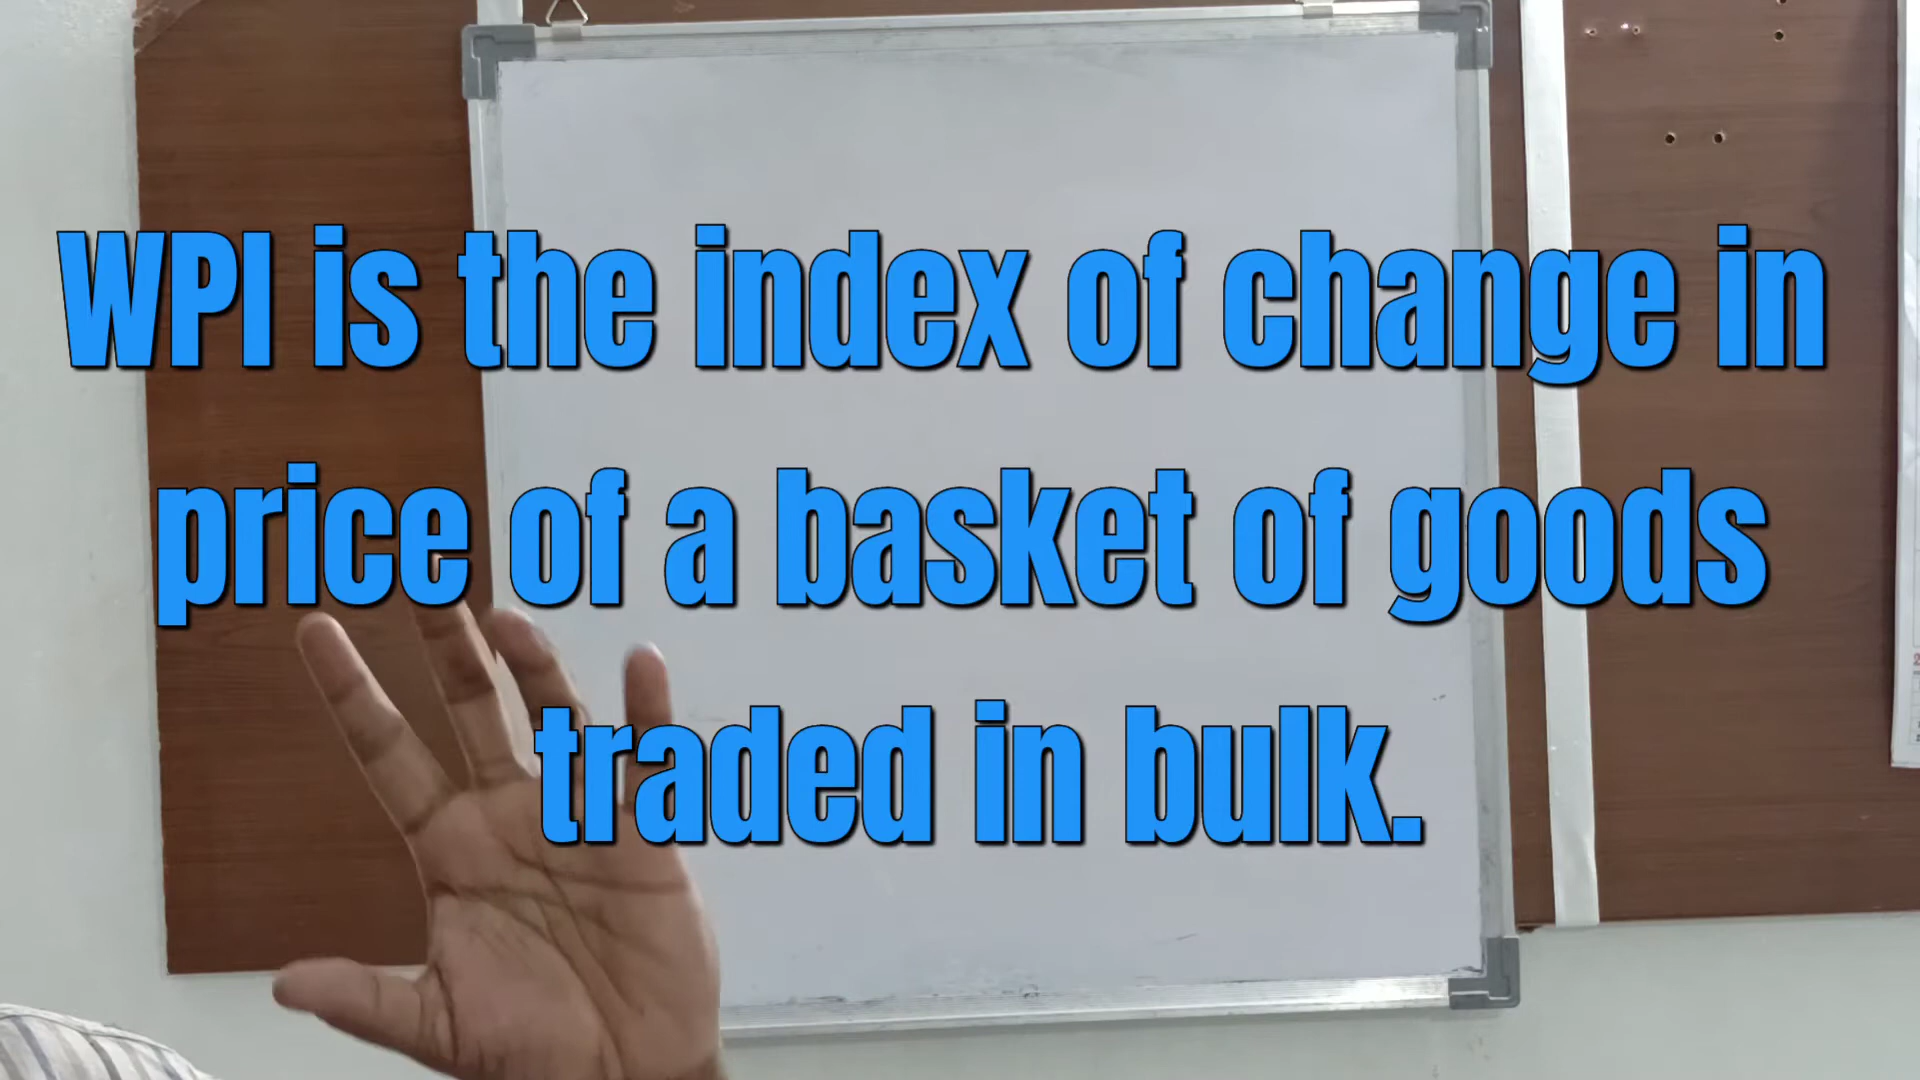 WPI is the index of change in
price of a basket of goods
traded in bulk.